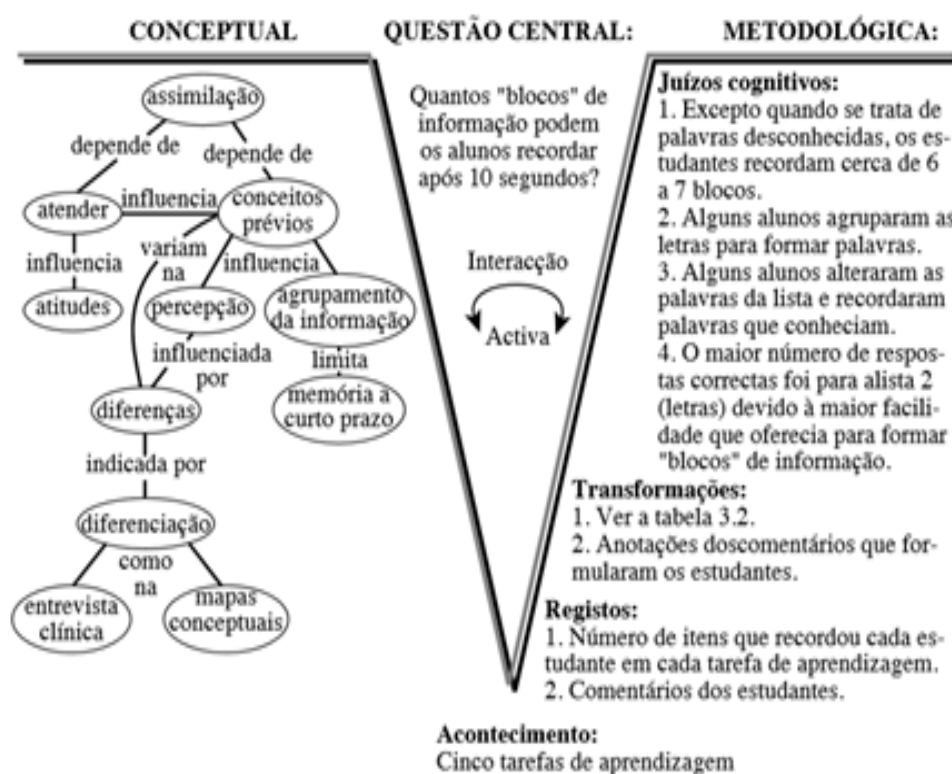 CONCEPTUAL
assimilação
depende de
depende de
atender
influencia
conceitos
prévios
influencia
variam
na
influencia
atitudes
percepção
agrupamento
da informação
influenciada
por
limita
diferenças
memória a
curto prazo
indicada por
diferenciação
como
na
entrevista
clínica
mapas
conceptuais
QUESTÃO CENTRAL:
Quantos "blocos" de
informação podem
os alunos recordar
após 10 segundos?
Interacção
Activa
METODOLÓGICA:
Juízos cognitivos:
1. Excepto quando se trata de
palavras desconhecidas, os es-
tudantes recordam cerca de 6
a 7 blocos.
2. Alguns alunos agruparam as
letras para formar palavras.
3. Alguns alunos alteraram as
palavras da lista e recordaram
palavras que conheciam.
4. O maior número de respos-
tas correctas foi para alista 2
(letras) devido à maior facili-
dade que oferecia para formar
"blocos" de informação.
Transformações:
1. Ver a tabela 3.2.
2. Anotações doscomentários que for-
mularam os estudantes.
Registos:
1. Número de itens que recordou cada es-
tudante em cada tarefa de aprendizagem.
2. Comentários dos estudantes.
Acontecimento:
Cinco tarefas de aprendizagem